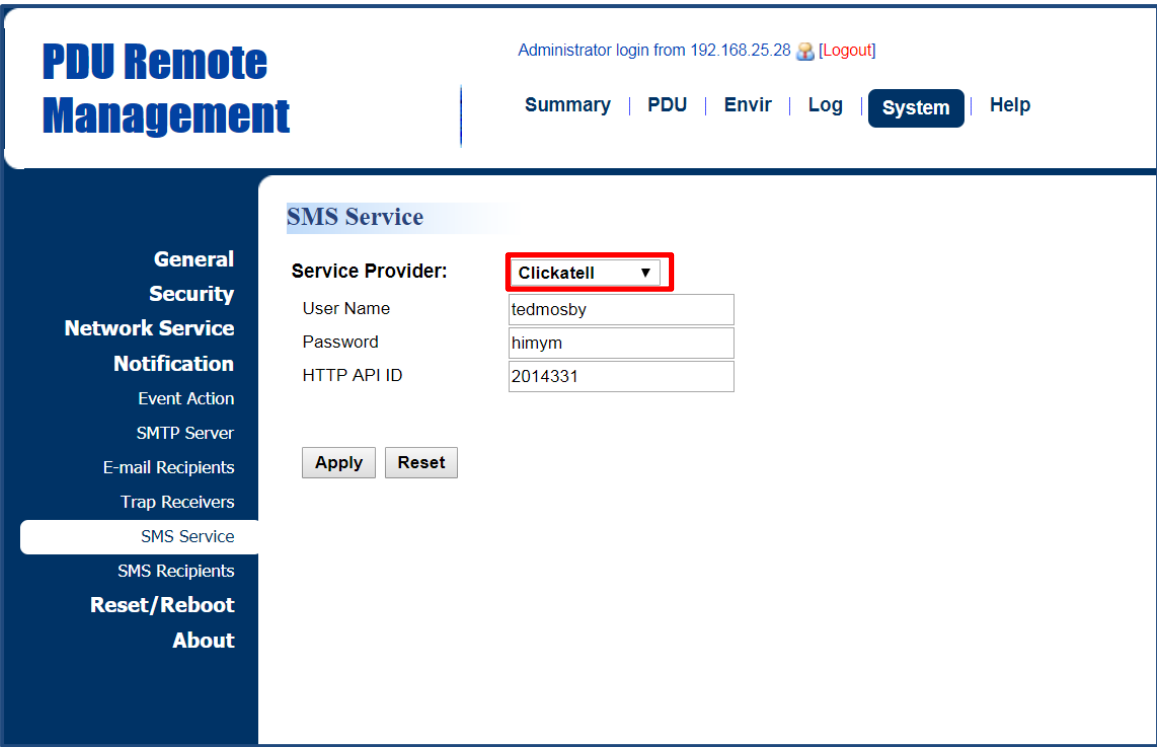 PDU Remote
Management
Administrator login from 192.168.25.28 [Logout]
Summary | PDU | Envir | Log | System | Help
General
Security
Network Service
Notification
Event Action
SMTP Server
E-mail Recipients
Trap Receivers
SMS Service
SMS Recipients
Reset/Reboot
About
SMS Service
Service Provider: Clickatell ▼
User Name tedmosby
Password himym
HTTP API ID 2014331
Apply Reset